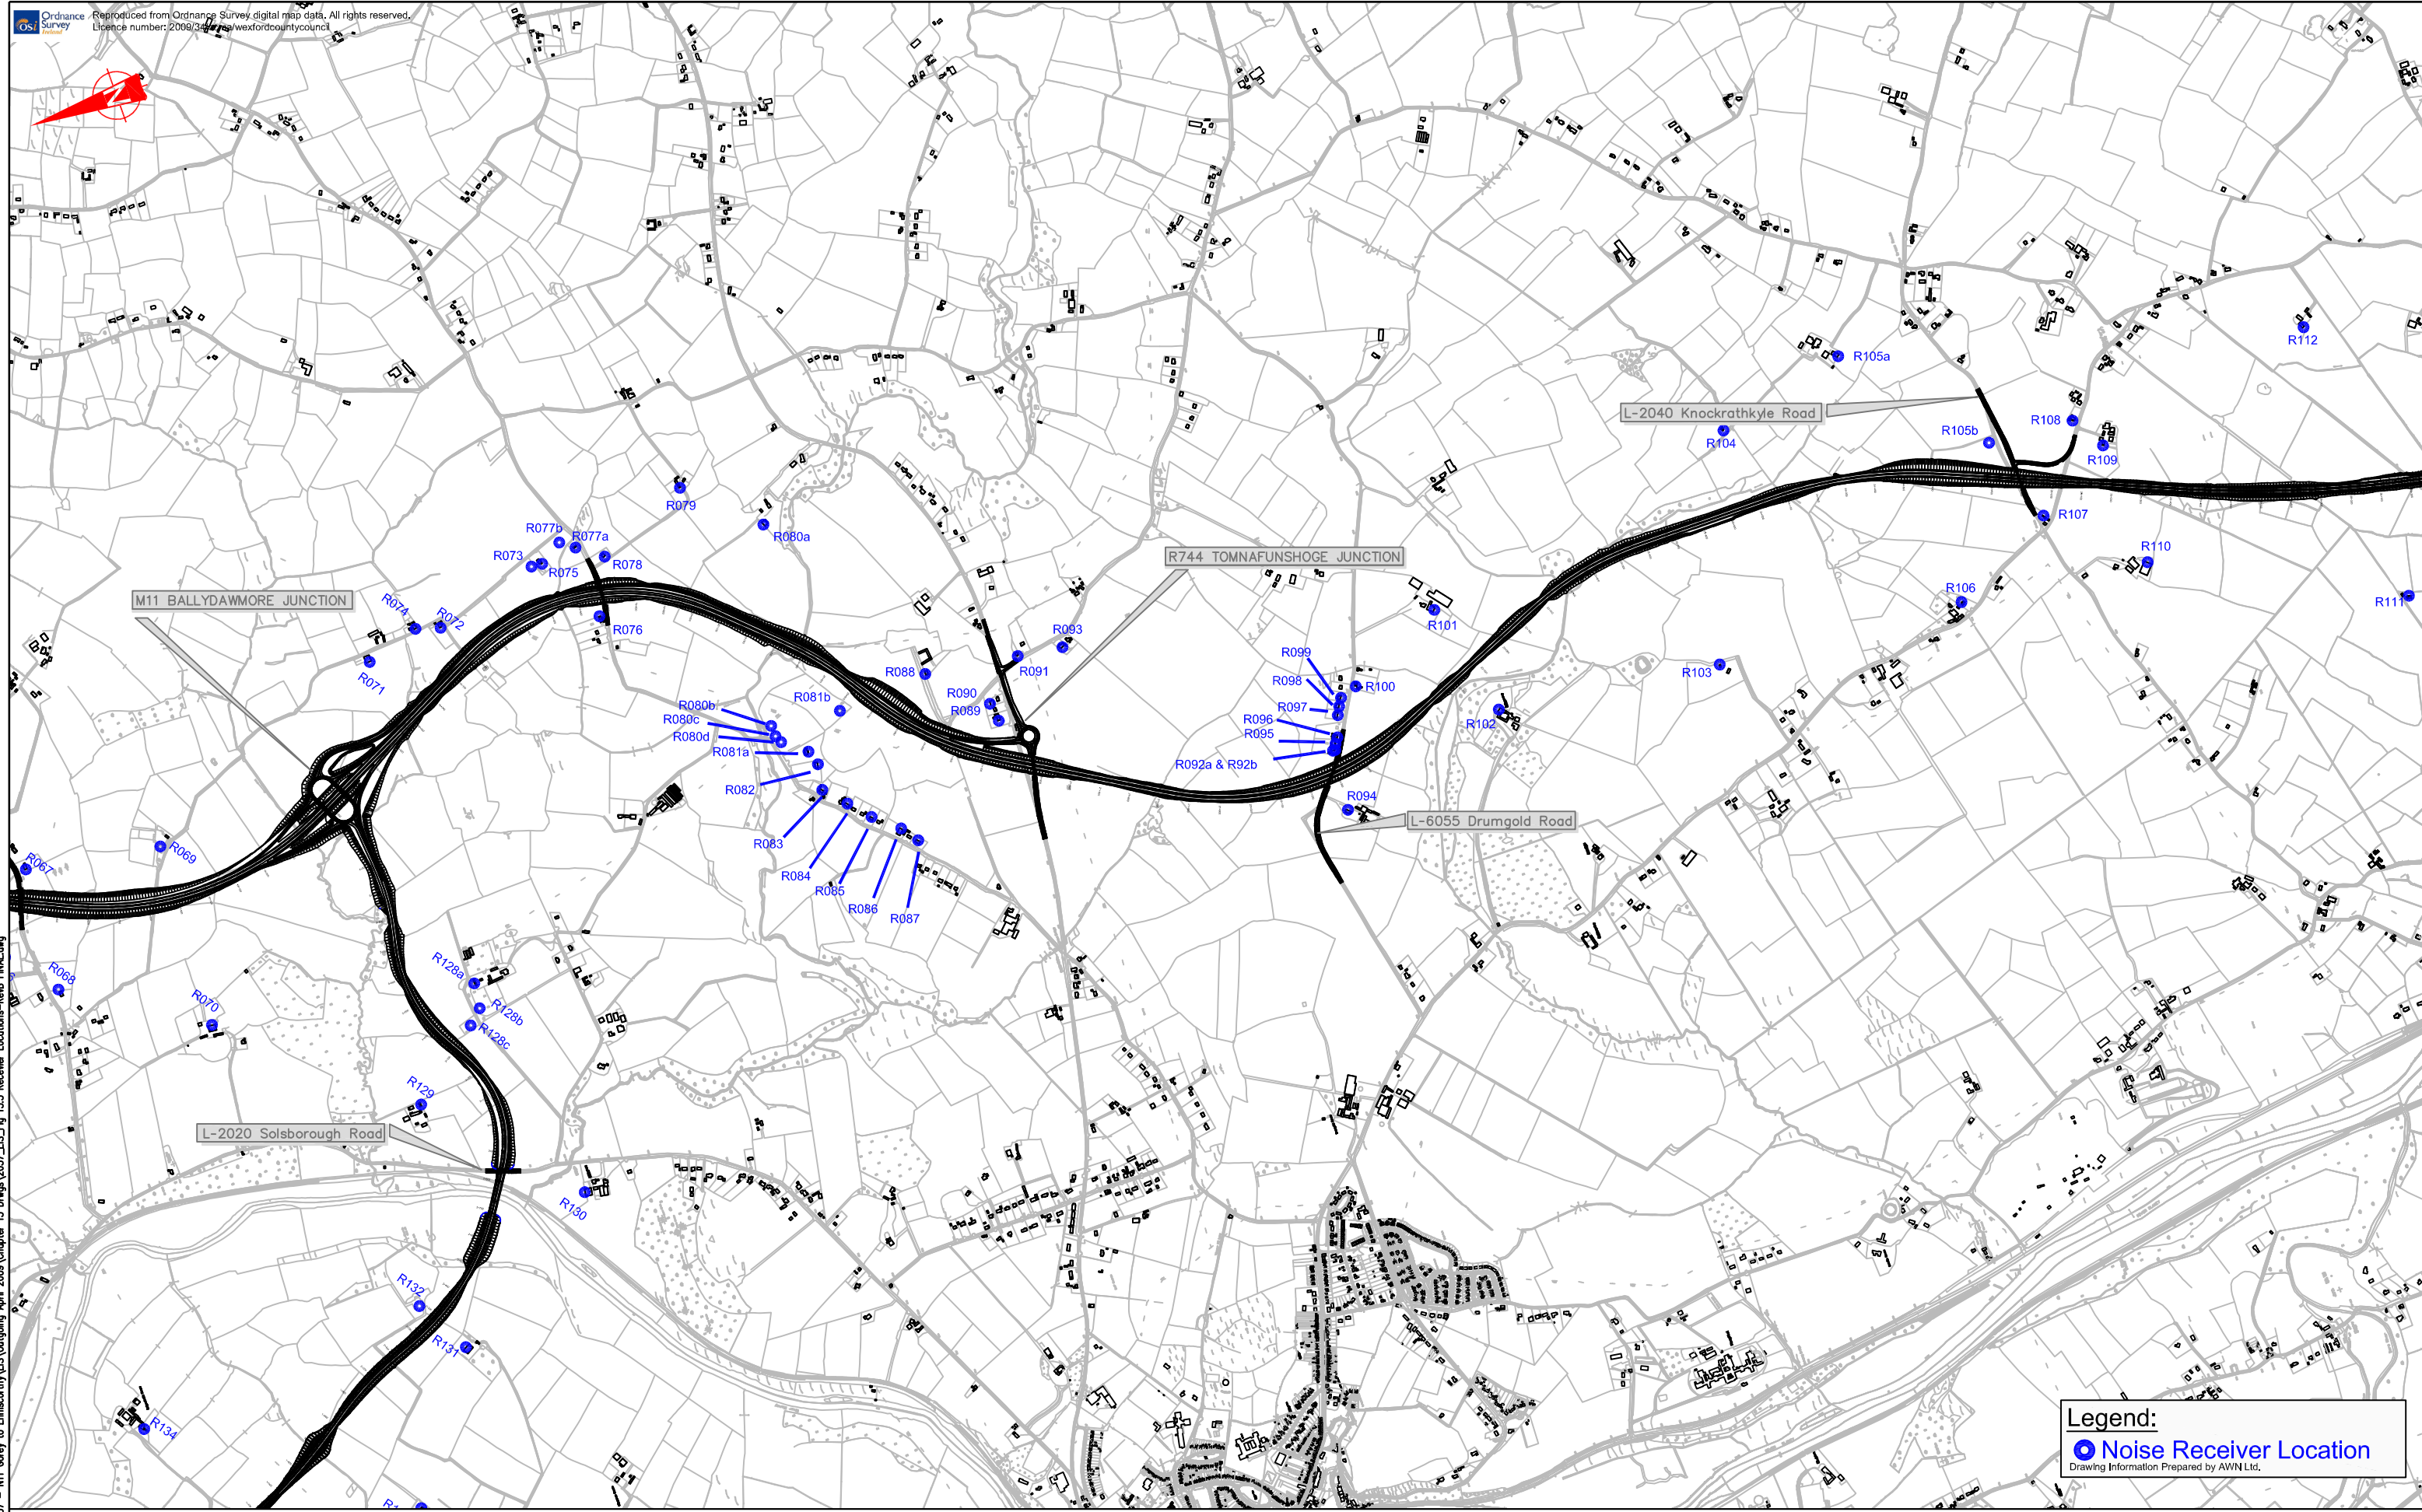 Ordnance
Survey
Ireland
OSi
Reproduced from Ordnance Survey digital map data. All rights reserved.
Licence number:
N
R112
R105a
L-2040 Knockrathkyle Road
R108
R104
R105b
R109
R079
R107
R077b
R077a
R080a
R073
R078
R075
R744 TOMNAFUNSHOGE JUNCTION
R110
M11 BALLYDAWMORE JUNCTION
R074
R072
R076
R106
R111
R101
R093
R099
R071
R088
R091
R103
R098
R100
R090
R081b
R080b
R097
R089
R080c
R096
R102
R080d
R095
R081a
R092a & R92b
R082
R094
L-6055 Drumgold Road
R083
R069
R067
R084
R085
R086
R087
R128a
R068
R070
R128b
R128c
R129
L-2020 Solsborough Road
R130
R132
R131
R134
Legend:
Noise Receiver Location
Drawing Information Prepared by AWN Ltd.